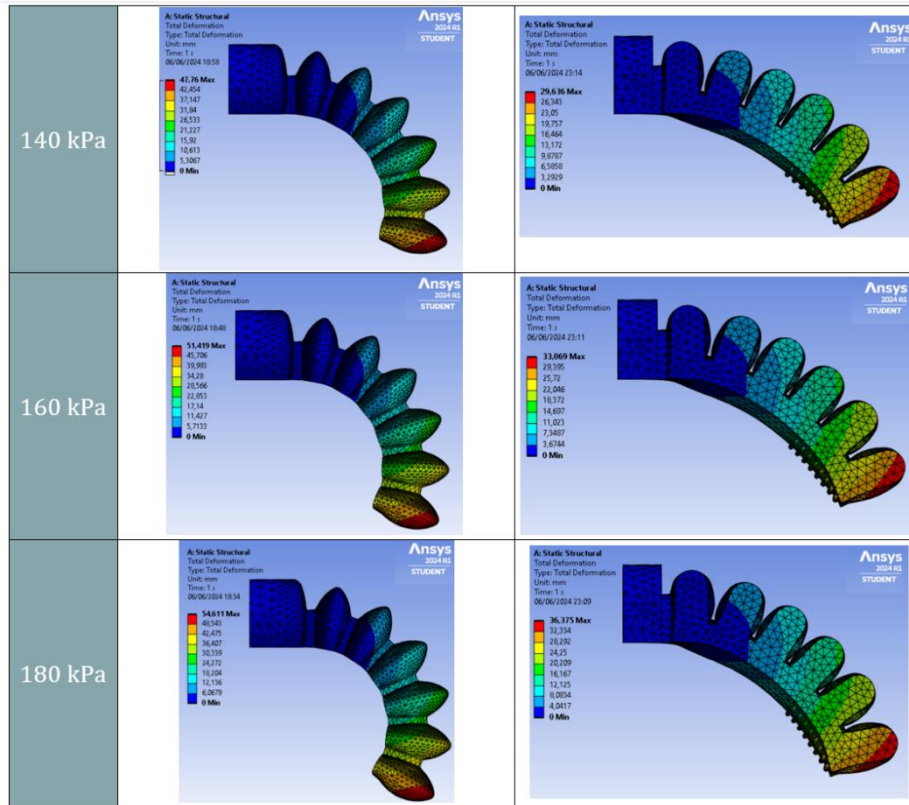 140 kPa
A: Static Structural
Total Deformation
Type: Total Deformation
Unit: mm
Time: 1 s
06/06/2024 18:58
47,76 Max
42,454
37,147
31,84
26,533
21,227
15,92
10,613
5,3067
0 Min
Ansys
2024 R1
STUDENT
A: Static Structural
Total Deformation
Type: Total Deformation
Unit: mm
Time: 1 s
06/06/2024 23:14
29,636 Max
26,343
23,05
19,757
16,464
13,172
9,8787
6,5858
3,2929
0 Min
Ansys
2024 R1
STUDENT
160 kPa
A: Static Structural
Total Deformation
Type: Total Deformation
Unit: mm
Time: 1 s
06/06/2024 18:48
51,419 Max
45,706
39,993
34,28
28,566
22,853
17,14
11,427
5,7133
0 Min
Ansys
2024 R1
STUDENT
A: Static Structural
Total Deformation
Type: Total Deformation
Unit: mm
Time: 1 s
06/06/2024 23:11
33,069 Max
29,395
25,72
22,046
18,372
14,697
11,023
7,3487
3,6744
0 Min
Ansys
2024 R1
STUDENT
180 kPa
A: Static Structural
Total Deformation
Type: Total Deformation
Unit: mm
Time: 1 s
06/06/2024 18:34
54,611 Max
48,543
42,475
36,407
30,339
24,272
18,204
12,136
6,0679
0 Min
Ansys
2024 R1
STUDENT
A: Static Structural
Total Deformation
Type: Total Deformation
Unit: mm
Time: 1 s
06/06/2024 23:09
36,375 Max
32,334
28,292
24,25
20,209
16,167
12,125
8,0834
4,0417
0 Min
Ansys
2024 R1
STUDENT